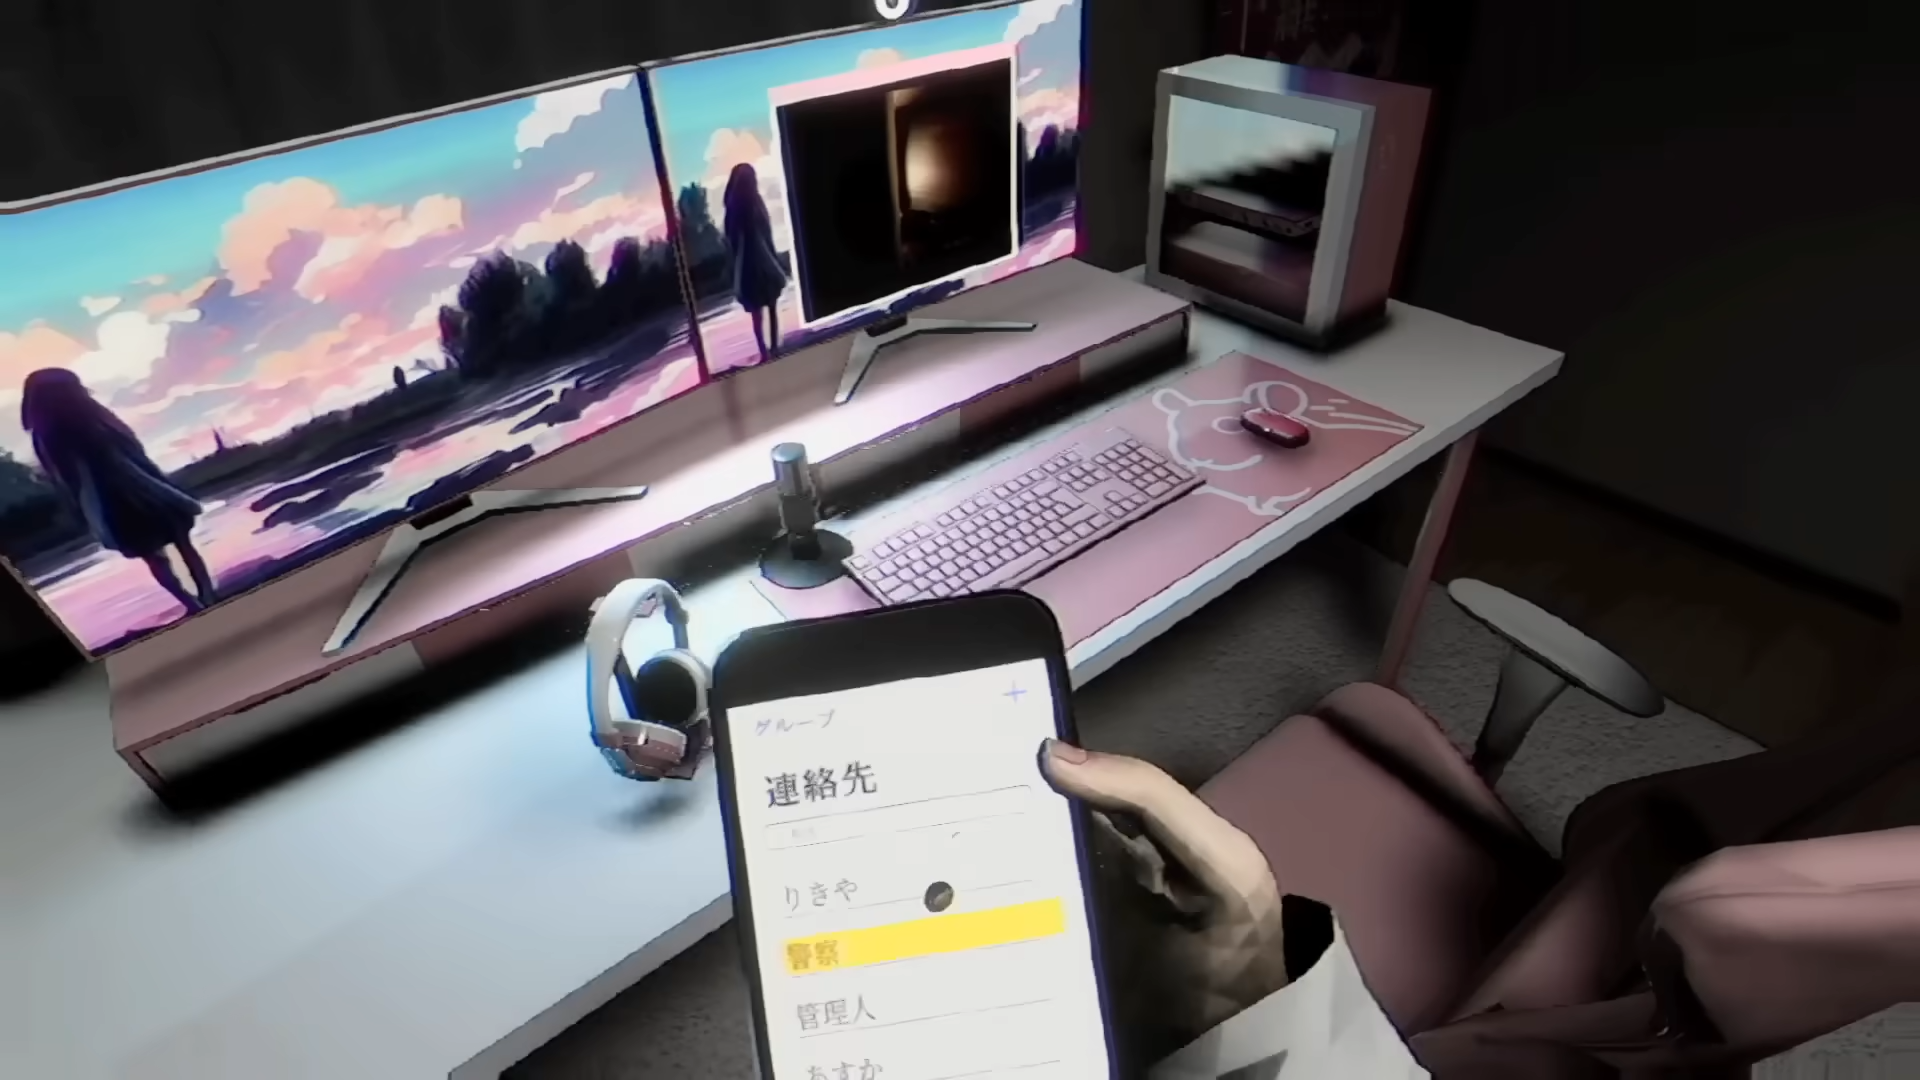 グループ
+
連絡先
りきや
警察
管理人
あすか